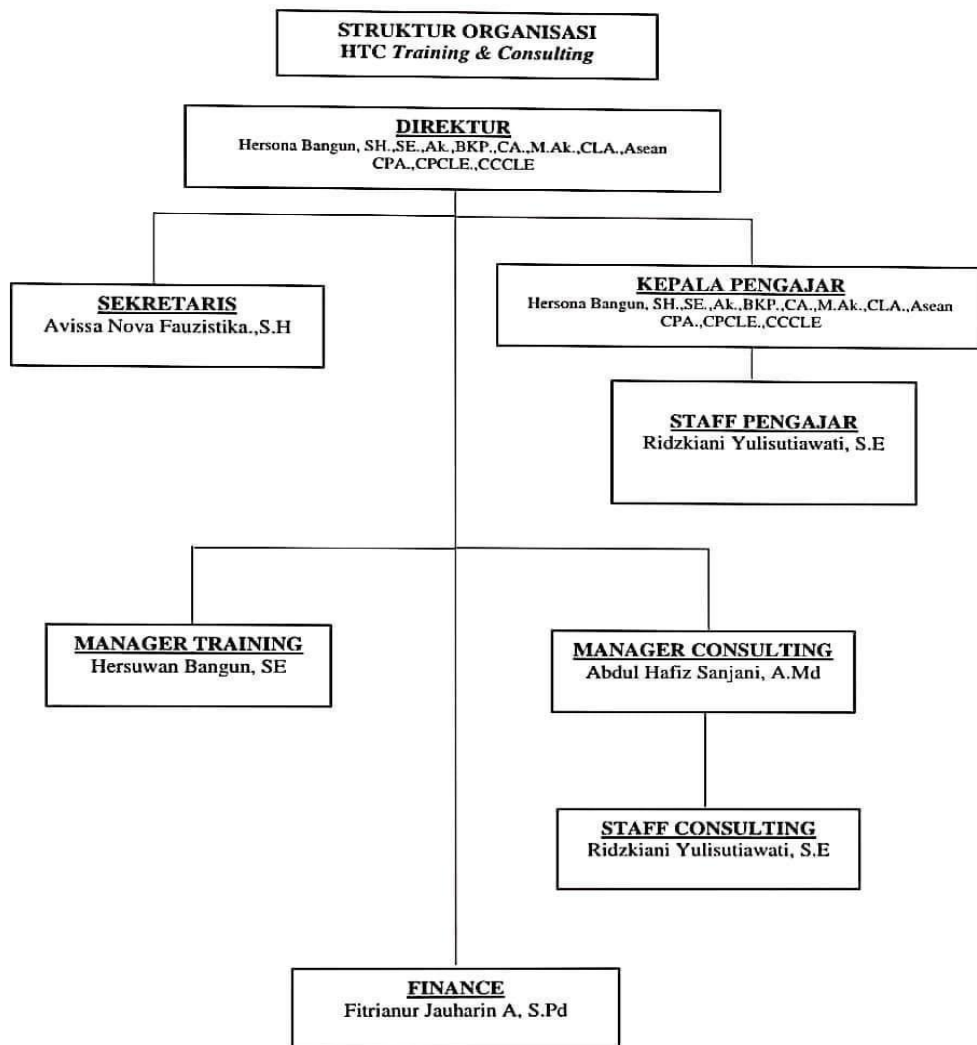 STRUKTUR ORGANISASI
HTC Training & Consulting
DIREKTUR
Hersona Bangun, SH.,SE.,Ak.,BKP.,CA.,M.Ak.,CLA.,Asean
CPA.,CPCLE.,CCCLE
SEKRETARIS
Avissa Nova Fauzistika.,S.H
KEPALA PENGAJAR
Hersona Bangun, SH.,SE.,Ak.,BKP.,CA.,M.Ak.,CLA.,Asean
CPA.,CPCLE.,CCCLE
STAFF PENGAJAR
Ridzkiani Yulisutiawati, S.E
MANAGER TRAINING
Hersuwan Bangun, SE
MANAGER CONSULTING
Abdul Hafiz Sanjani, A.Md
STAFF CONSULTING
Ridzkiani Yulisutiawati, S.E
FINANCE
Fitrianur Jauharin A, S.Pd